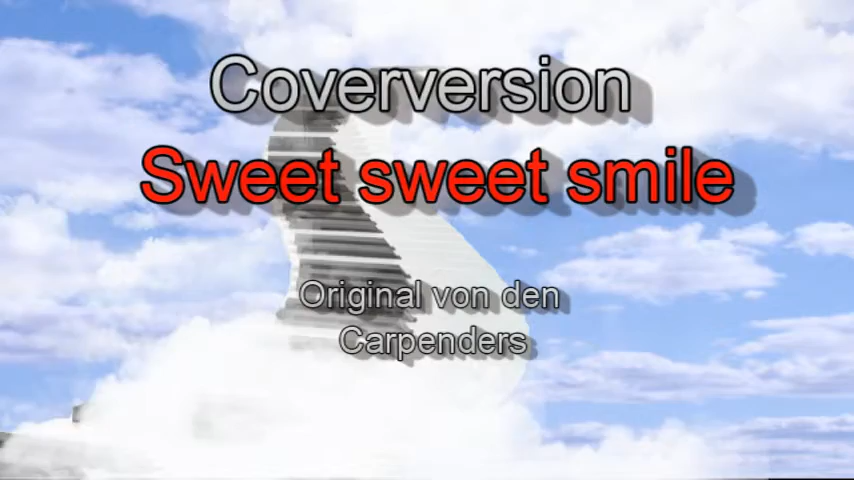 Coverversion
Sweet sweet smile
Original von den
Carpenders